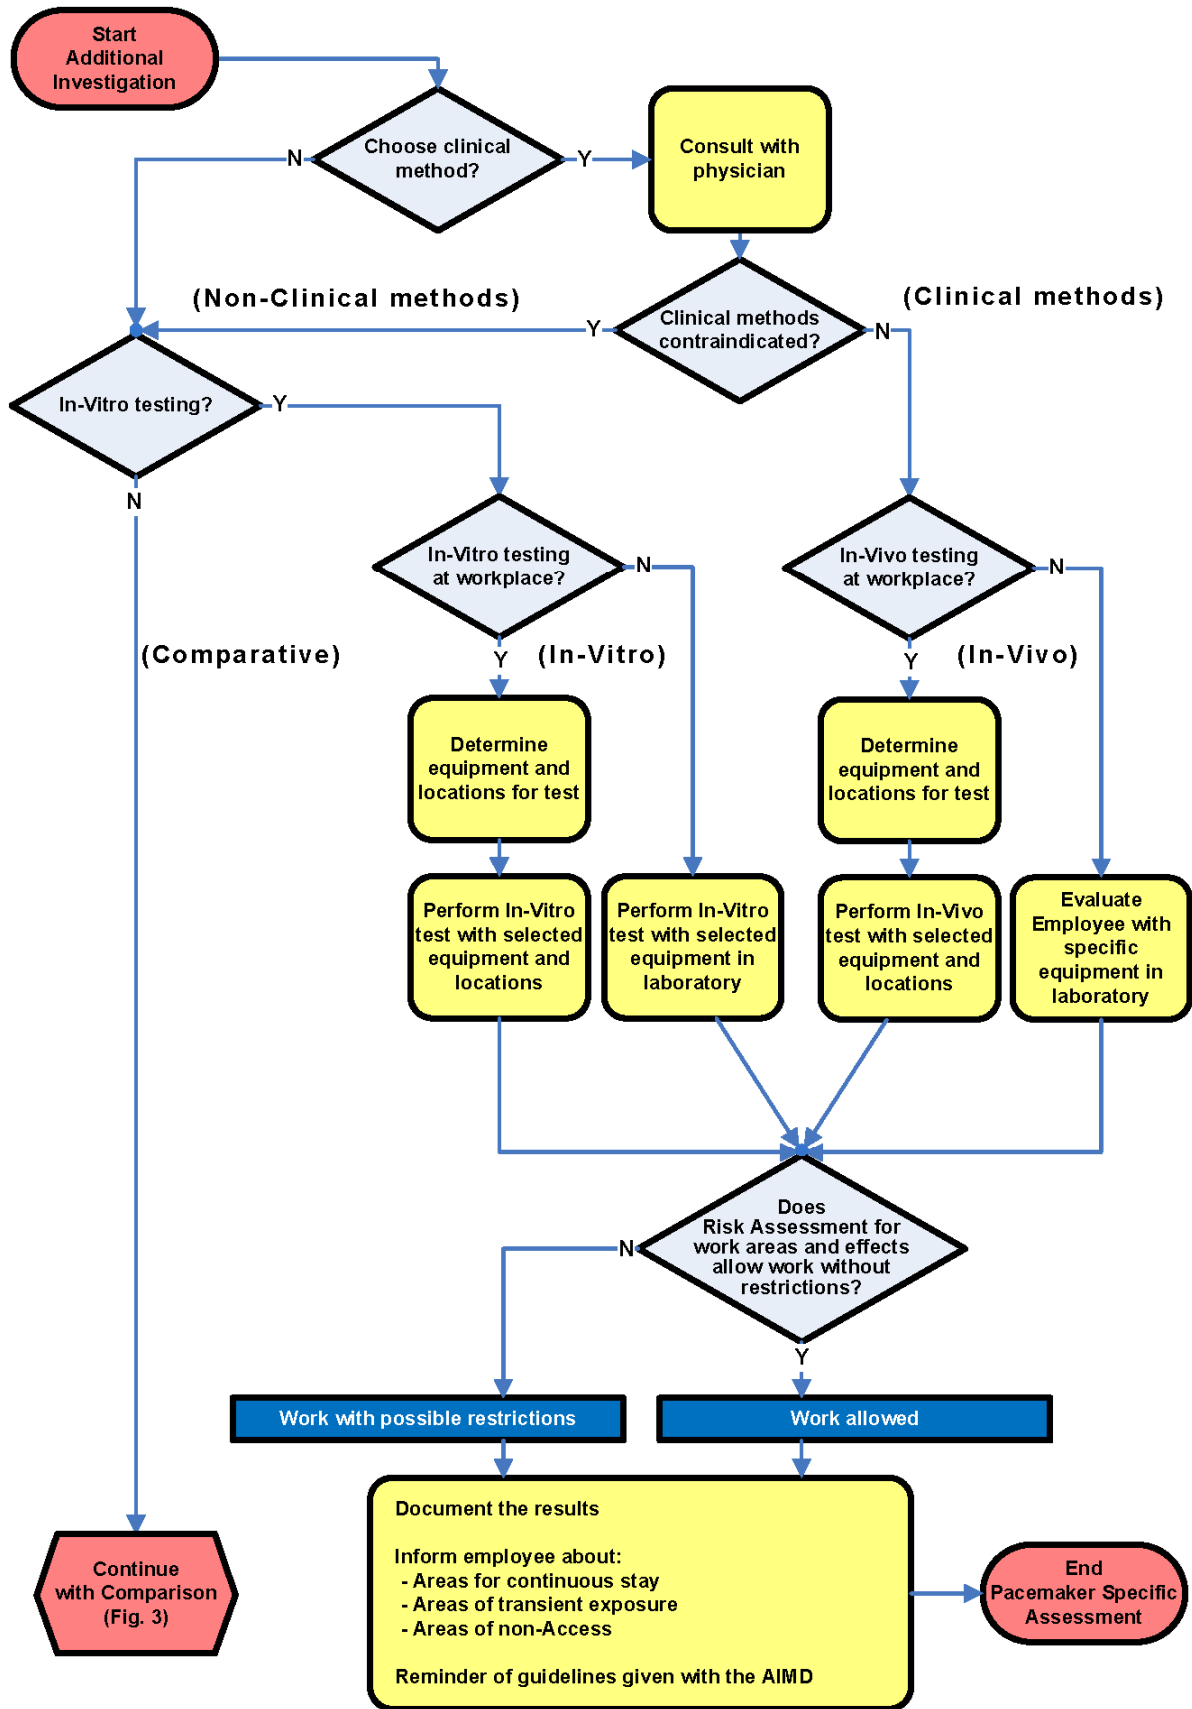 Start
Additional
Investigation
Choose clinical
method?
N
Y
Consult with
physician
(Non-Clinical methods)
(Clinical methods)
Clinical methods
contraindicated?
Y
N
In-Vitro testing?
Y
N
In-Vitro testing
at workplace?
N
Y
In-Vivo testing
at workplace?
N
Y
(Comparative)
(In-Vitro)
(In-Vivo)
Determine
equipment and
locations for test
Determine
equipment and
locations for test
Perform In-Vitro
test with selected
equipment and
locations
Perform In-Vitro
test with selected
equipment in
laboratory
Perform In-Vivo
test with selected
equipment and
locations
Evaluate
Employee with
specific
equipment in
laboratory
Does
Risk Assessment for
work areas and effects
allow work without
restrictions?
N
Y
Work with possible restrictions
Work allowed
Document the results
Inform employee about:
- Areas for continuous stay
- Areas of transient exposure
- Areas of non-Access
Reminder of guidelines given with the AIMD
Continue
with Comparison
(Fig. 3)
End
Pacemaker Specific
Assessment